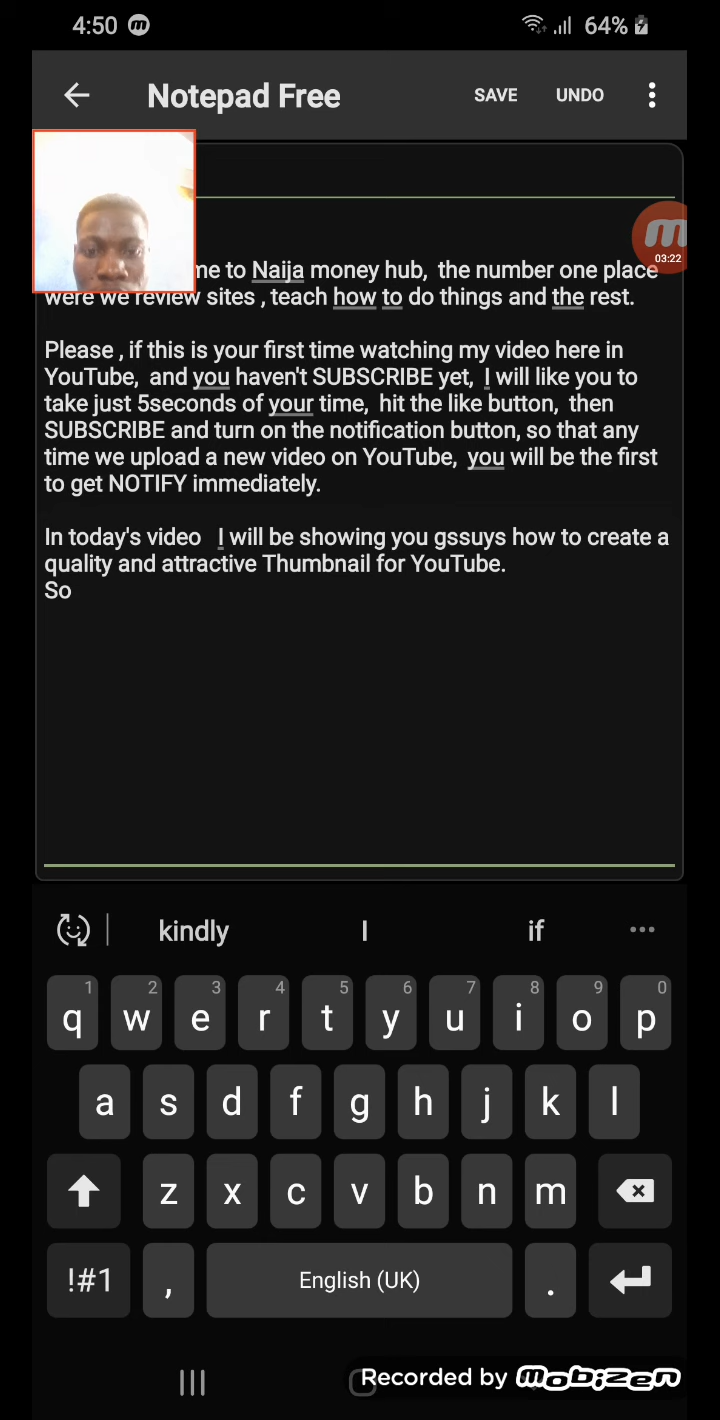 4:50
64%
Notepad Free SAVE UNDO
03:22
me to Naija money hub, the number one place
were we review sites , teach how to do things and the rest.
Please , if this is your first time watching my video here in
YouTube, and you haven't SUBSCRIBE yet, I will like you to
take just 5seconds of your time, hit the like button, then
SUBSCRIBE and turn on the notification button, so that any
time we upload a new video on YouTube, you will be the first
to get NOTIFY immediately.
In today's video I will be showing you gssuys how to create a
quality and attractive Thumbnail for YouTube.
So
kindly I if
1 2 3 4 5 6 7 8 9 0
q w e r t y u i o p
a s d f g h j k l
z x c v b n m
!#1 , English (UK) .
Recorded by mobizen